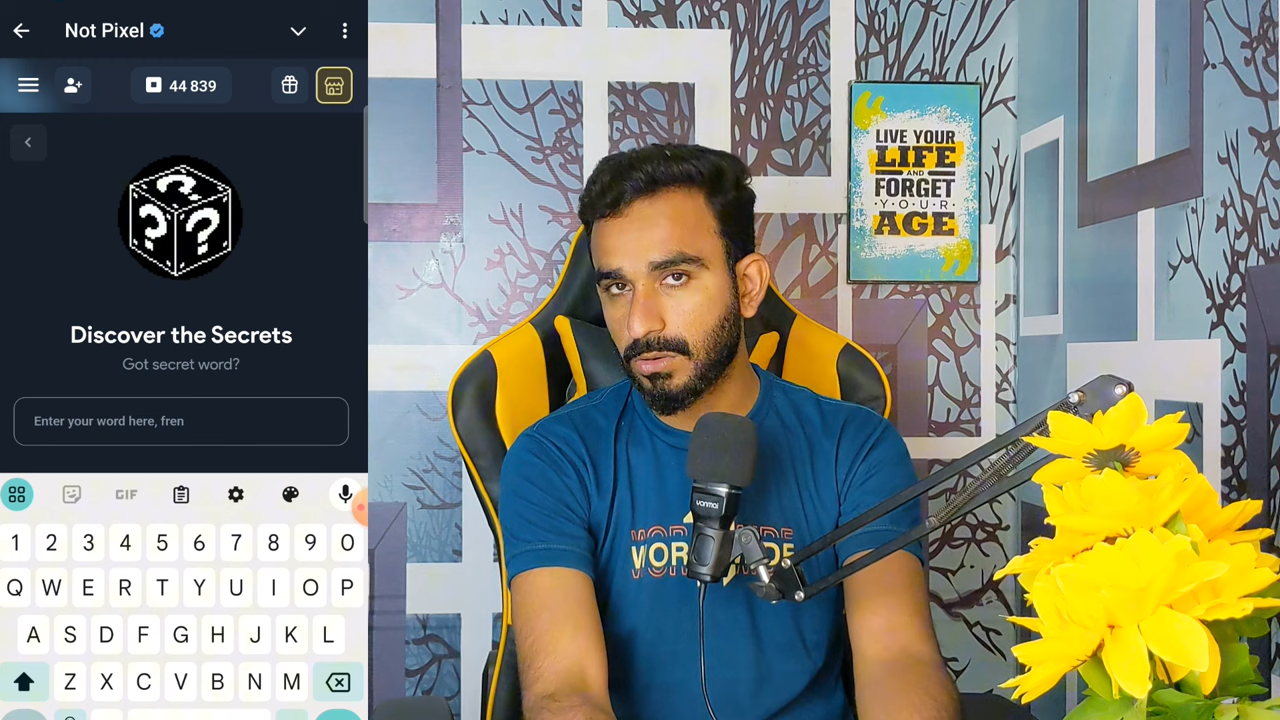 Not Pixel
44 839
Discover the Secrets
Got secret word?
Enter your word here, fren
GIF
1 2 3 4 5 6 7 8 9 0
Q W E R T Y U I O P
A S D F G H J K L
Z X C V B N M
LIVE YOUR
LIFE
AND
FORGET
YOUR
AGE
yanmai